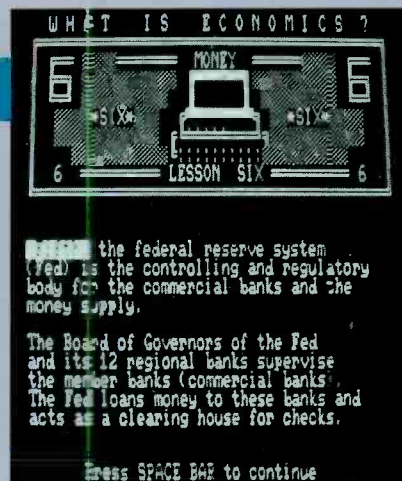 WHAT IS ECONOMICS ?
MONEY
6 6
*SIX* *SIX*
6 LESSON SIX 6
the federal reserve system
(Fed) is the controlling and regulatory
body for the commercial banks and the
money supply.
The Board of Governors of the Fed
and its 12 regional banks supervise
the member banks (commercial banks).
The Fed loans money to these banks and
acts as a clearing house for checks.
Press SPACE BAR to continue